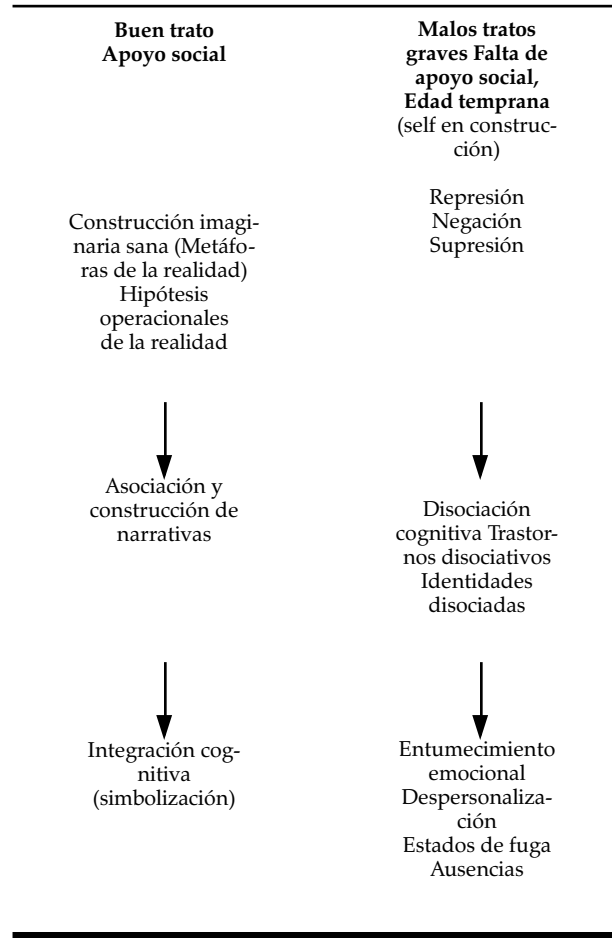 Buen trato
Apoyo social
Construcción imagi-
naria sana (Metáfo-
ras de la realidad)
Hipótesis
operacionales
de la realidad
Asociación y
construcción de
narrativas
Integración cog-
nitiva
(simbolización)
Malos tratos
graves Falta de
apoyo social,
Edad temprana
(self en construc-
ción)
Represión
Negación
Supresión
Disociación
cognitiva Trastor-
nos disociativos
Identidades
disociadas
Entumecimiento
emocional
Despersonaliza-
ción
Estados de fuga
Ausencias